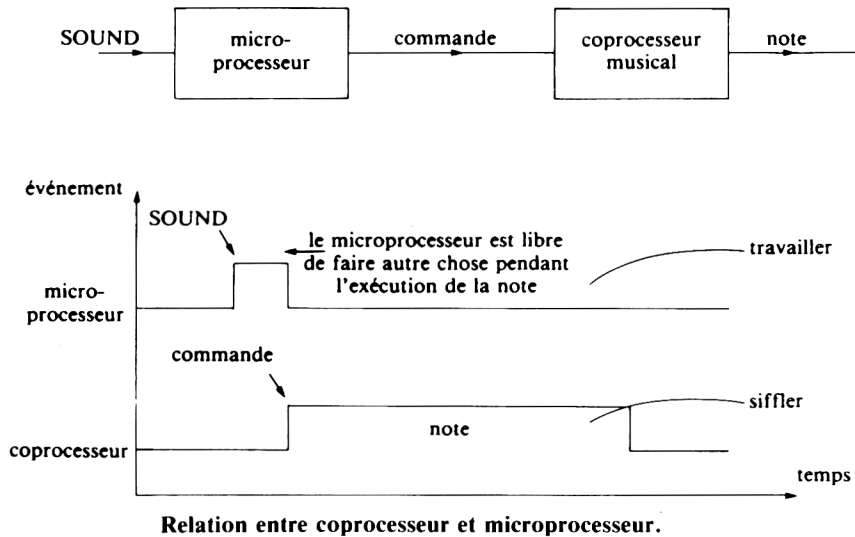 SOUND
micro-
processeur
commande
coprocesseur
musical
note
événement
SOUND
le microprocesseur est libre
de faire autre chose pendant
l'exécution de la note
travailler
micro-
processeur
commande
siffler
note
coprocesseur
temps
Relation entre coprocesseur et microprocesseur.